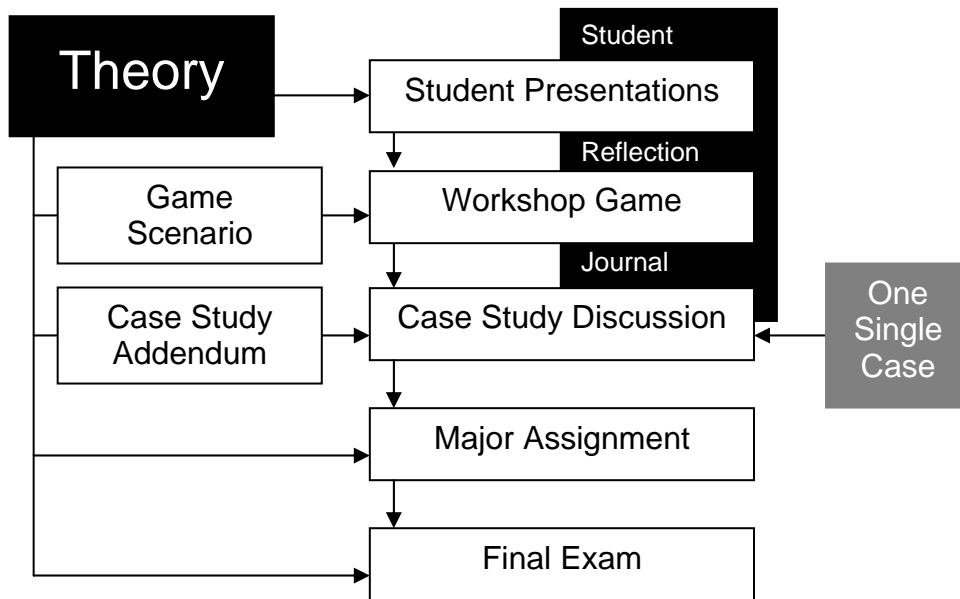 Student
Theory
Student Presentations
Reflection
Game
Scenario
Workshop Game
Journal
Case Study
Addendum
Case Study Discussion
One
Single
Case
Major Assignment
Final Exam